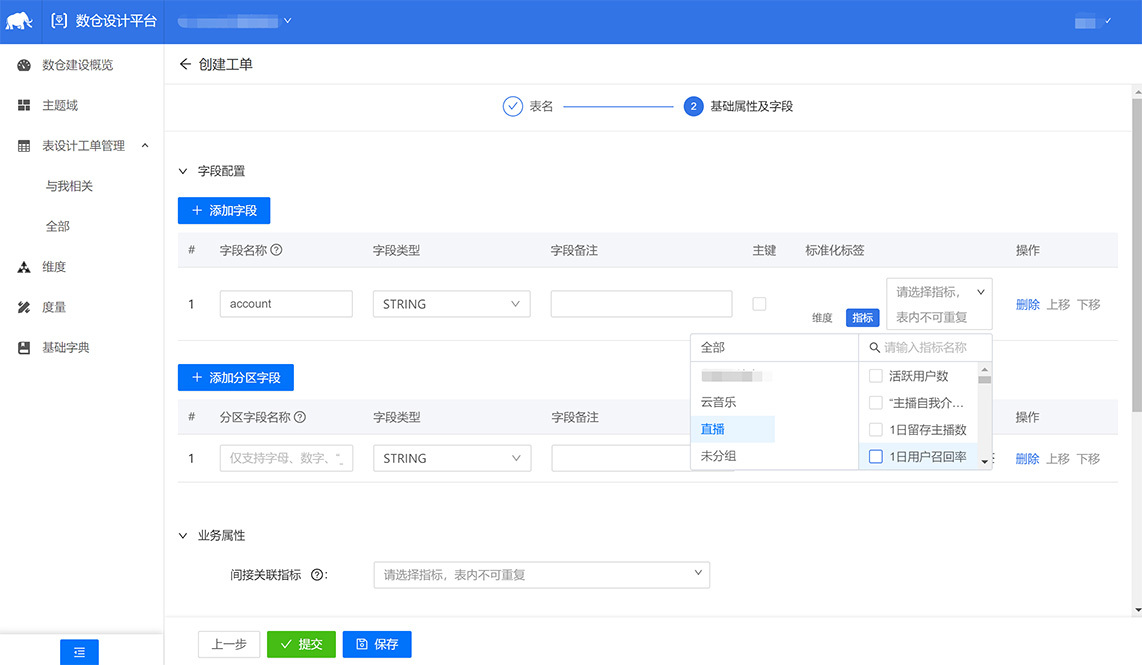 数仓设计平台
数仓建设概览
主题域
表设计工单管理
与我相关
全部
维度
度量
基础字典
创建工单
表名
2 基础属性及字段
字段配置
添加字段
# 字段名称 字段类型 字段备注 主键 标准化标签 操作
1 account STRING 维度 指标 请选择指标, 表内不可重复 删除 上移 下移
全部
云音乐
直播
未分组
请输入指标名称
活跃用户数
“主播自我介...
1日留存主播数
1日用户召回率
添加分区字段
# 分区字段名称 字段类型 字段备注 操作
1 仅支持字母、数字、“_ STRING 删除 上移 下移
业务属性
间接关联指标 : 请选择指标，表内不可重复
上一步 提交 保存